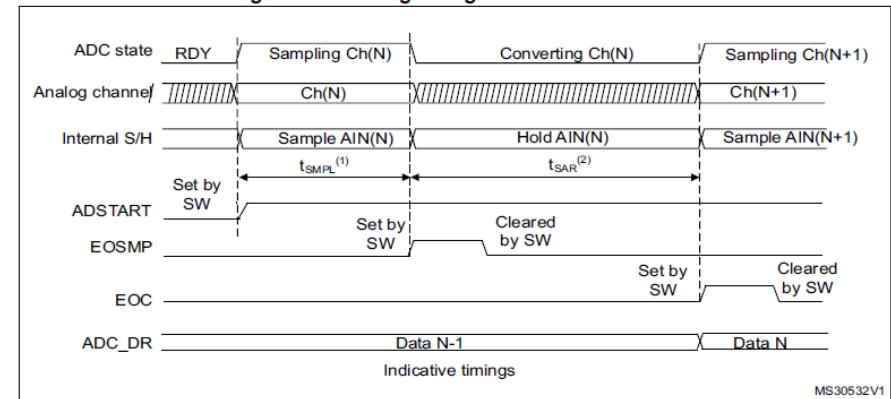 ADC state RDY Sampling Ch(N) Converting Ch(N) Sampling Ch(N+1)
Analog channel Ch(N) Ch(N+1)
Internal S/H Sample AIN(N) Hold AIN(N) Sample AIN(N+1)
tSMPL(1) tSAR(2)
Set by
SW
ADSTART
Set by
SW
Cleared
by SW
EOSMP
Set by
SW
Cleared
by SW
EOC
ADC_DR Data N-1 Data N
Indicative timings
MS30532V1